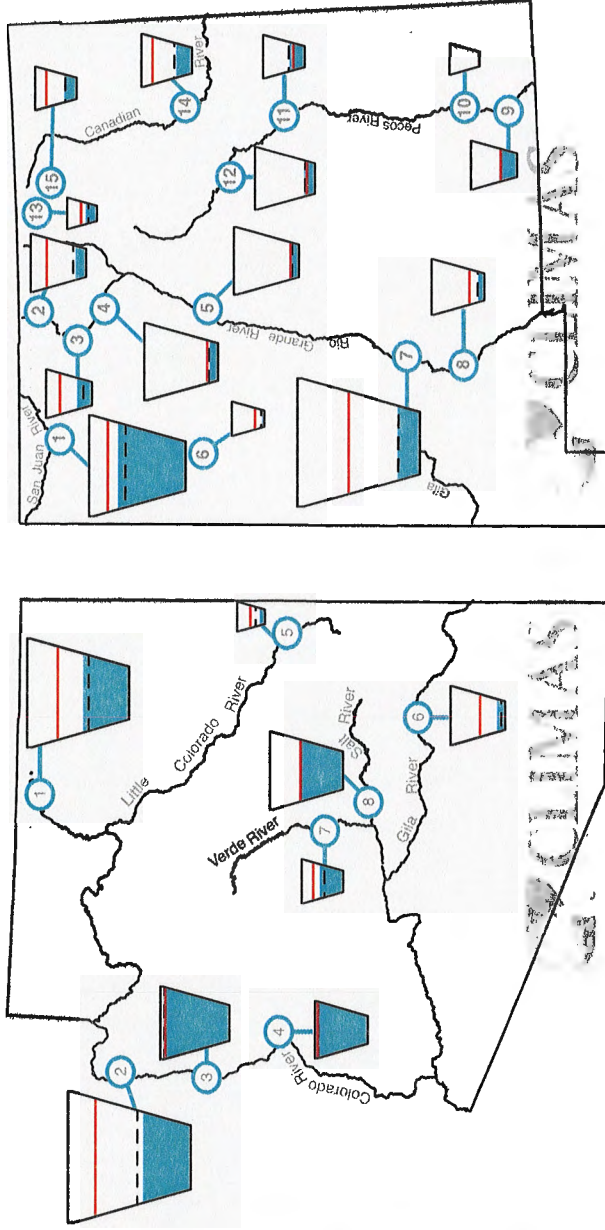 San Juan River
1
2
3
4
5
6
7
8
9
10
11
12
13
14
15
Canadian
River
Pecos River
Rio
Grande
River
Gila
CLIMAS
1
2
3
4
5
6
7
8
Little
Colorado
River
Verde River
Salt River
Gila
River
Colorado River
CLIMAS